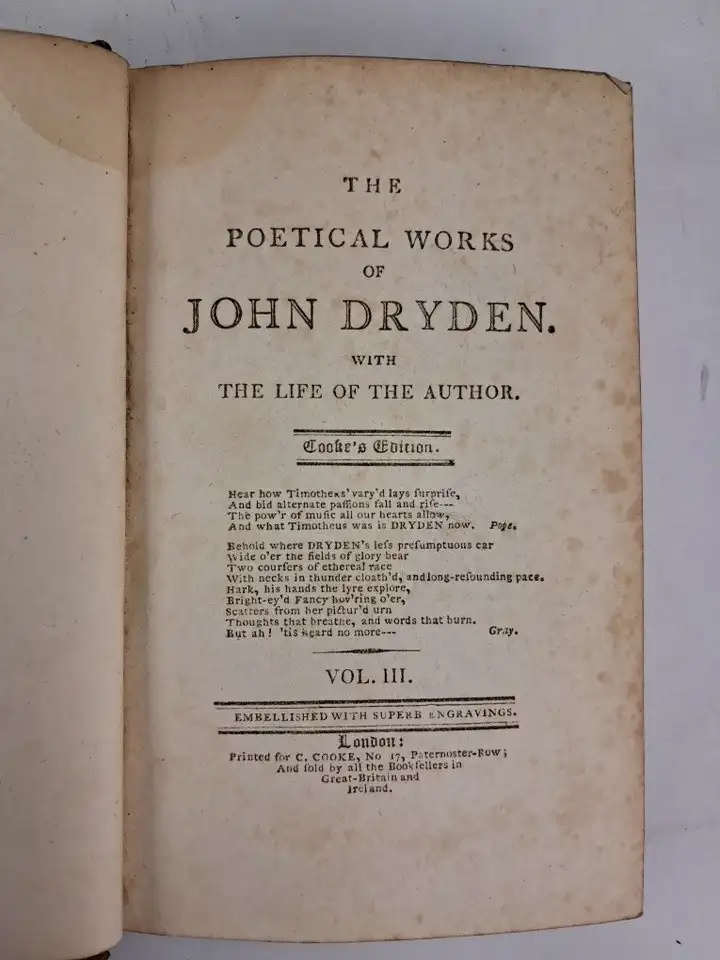 THE
POETICAL WORKS
OF
JOHN DRYDEN.
WITH
THE LIFE OF THE AUTHOR.
Cooke's Edition.
Hear how Timotheus' vary'd lays ſurpriſe,
And bid alternate paſſions fall and riſe---
The pow'r of muſic all our hearts allow,
And what Timotheus was is DRYDEN now. Pope.
Behold where DRYDEN's leſs preſumptuous car
Wide o'er the fields of glory bear
Two courſers of ethereal race
With necks in thunder cloath'd, and long-reſounding pace.
Hark, his hands the lyre explore,
Bright-ey'd Fancy hov'ring o'er,
Scatters from her pictur'd urn
Thoughts that breathe, and words that burn.
But ah! 'tis heard no more---  Gray.
VOL. III.
EMBELLISHED WITH SUPERB ENGRAVINGS.
London:
Printed for C. COOKE, No 17, Paternoster-Row;
And ſold by all the Bookſellers in
Great-Britain and
Ireland.